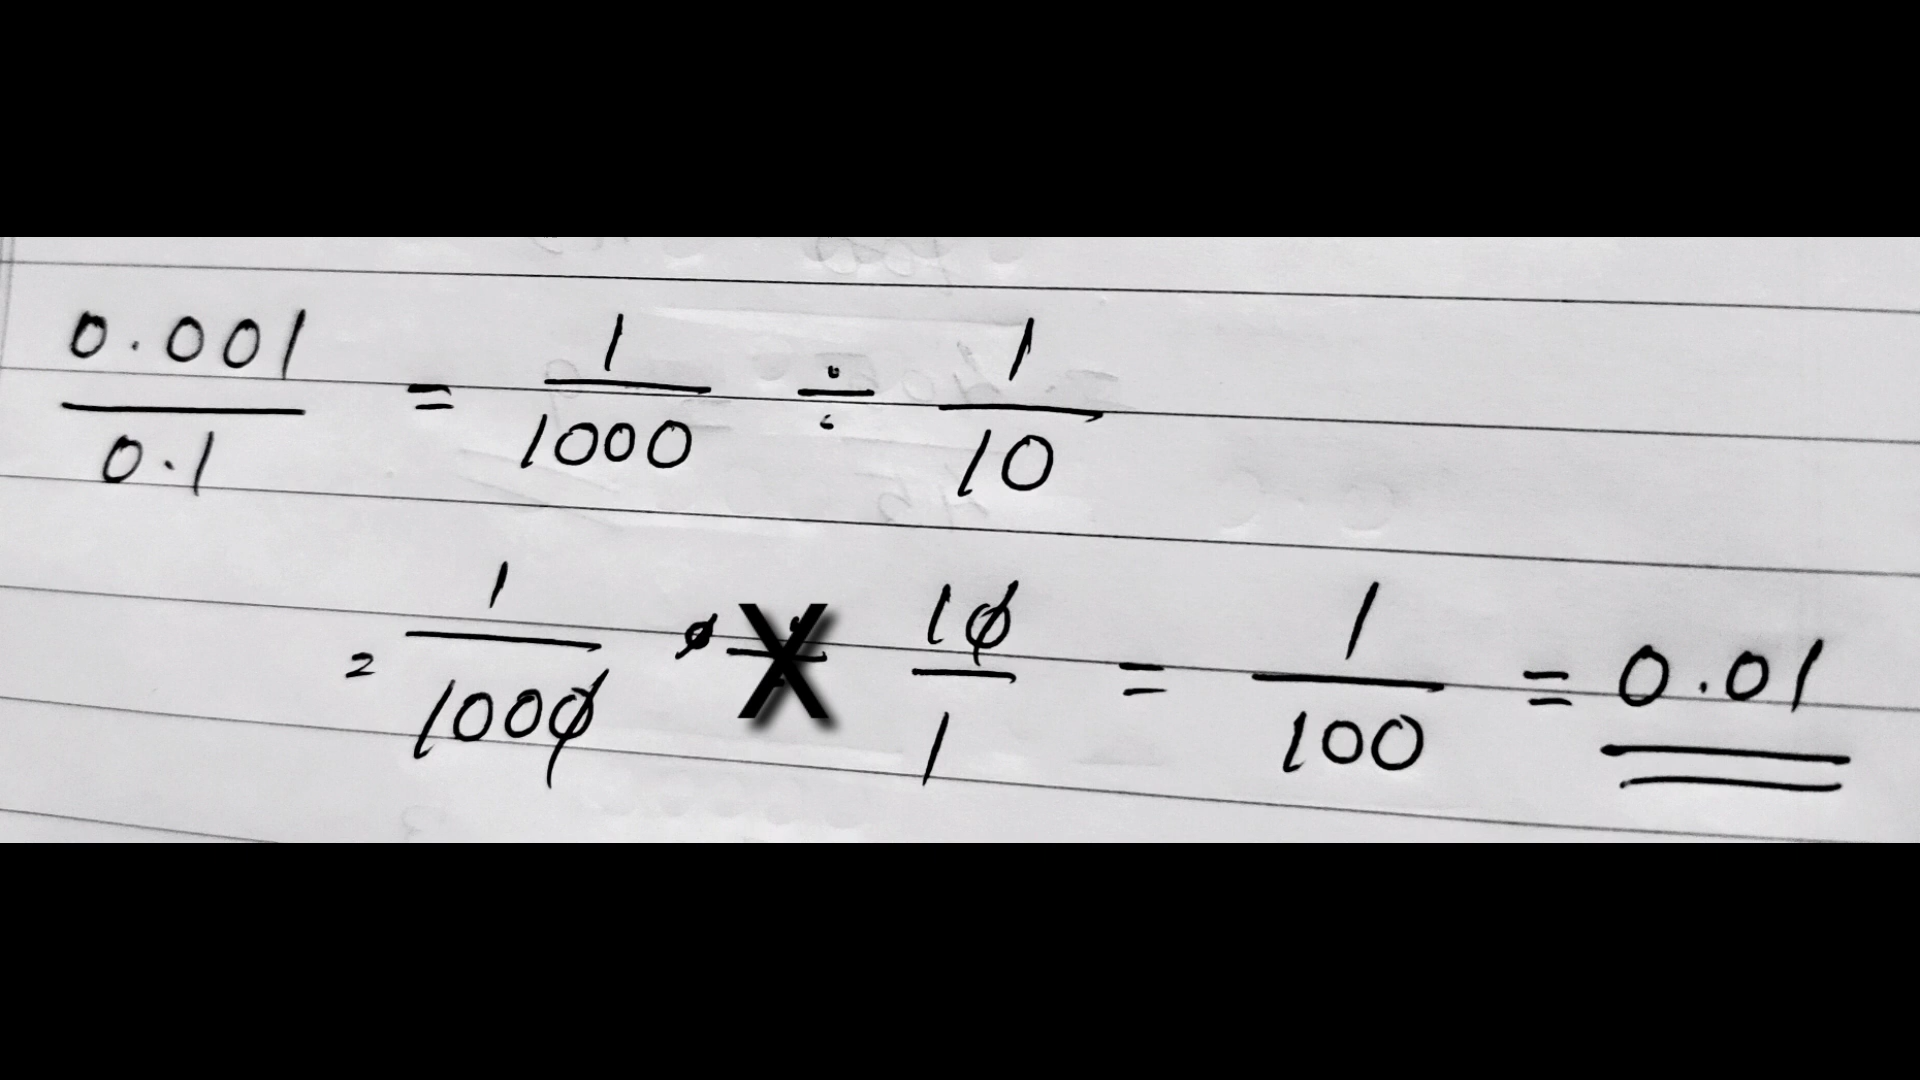 0.001/0.1 = 1/1000 ÷ 1/10
= 1/1000 X 10/1 = 1/100 = 0.01